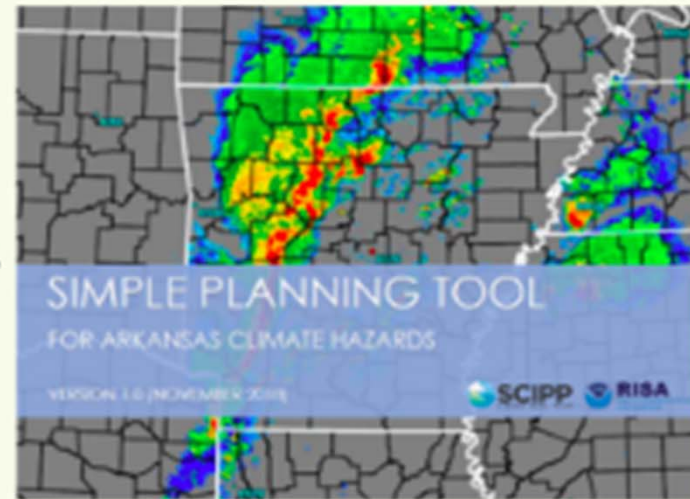 SIMPLE PLANNING TOOL
FOR ARKANSAS CLIMATE HAZARDS
VERSION 1.0 (NOVEMBER
SCIPP
RISA